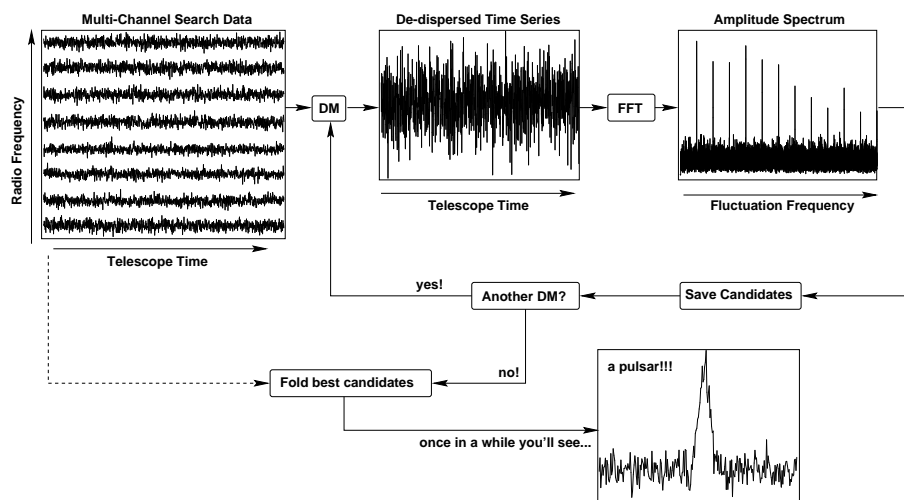 Multi-Channel Search Data
De-dispersed Time Series
Amplitude Spectrum
Radio Frequency
DM
FFT
Telescope Time
Telescope Time
Fluctuation Frequency
yes!
Another DM?
Save Candidates
no!
Fold best candidates
a pulsar!!!
once in a while you'll see...